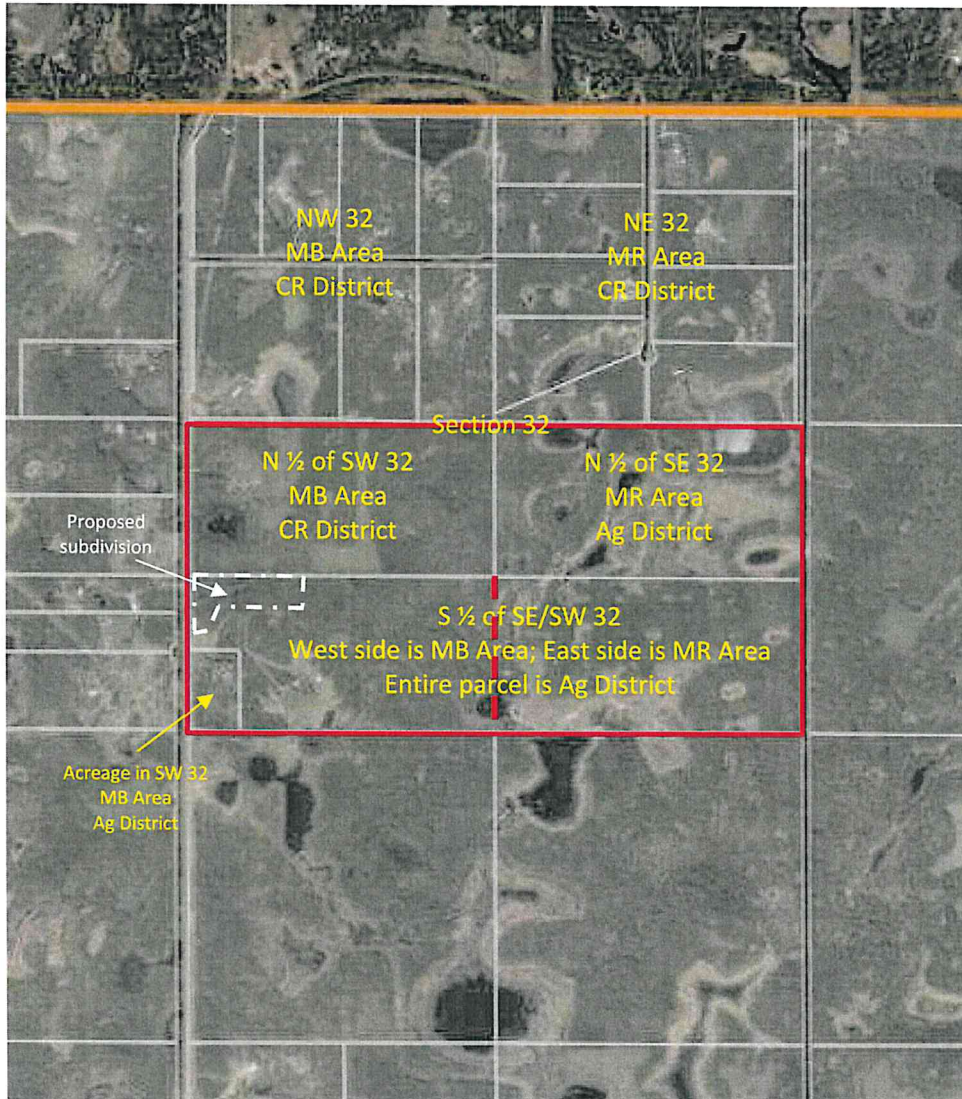 NW 32
MB Area
CR District
NE 32
MR Area
CR District
Section 32
N ½ of SW 32
MB Area
CR District
N ½ of SE 32
MR Area
Ag District
Proposed
subdivision
S ½ of SE/SW 32
West side is MB Area; East side is MR Area
Entire parcel is Ag District
Acreage in SW 32
MB Area
Ag District